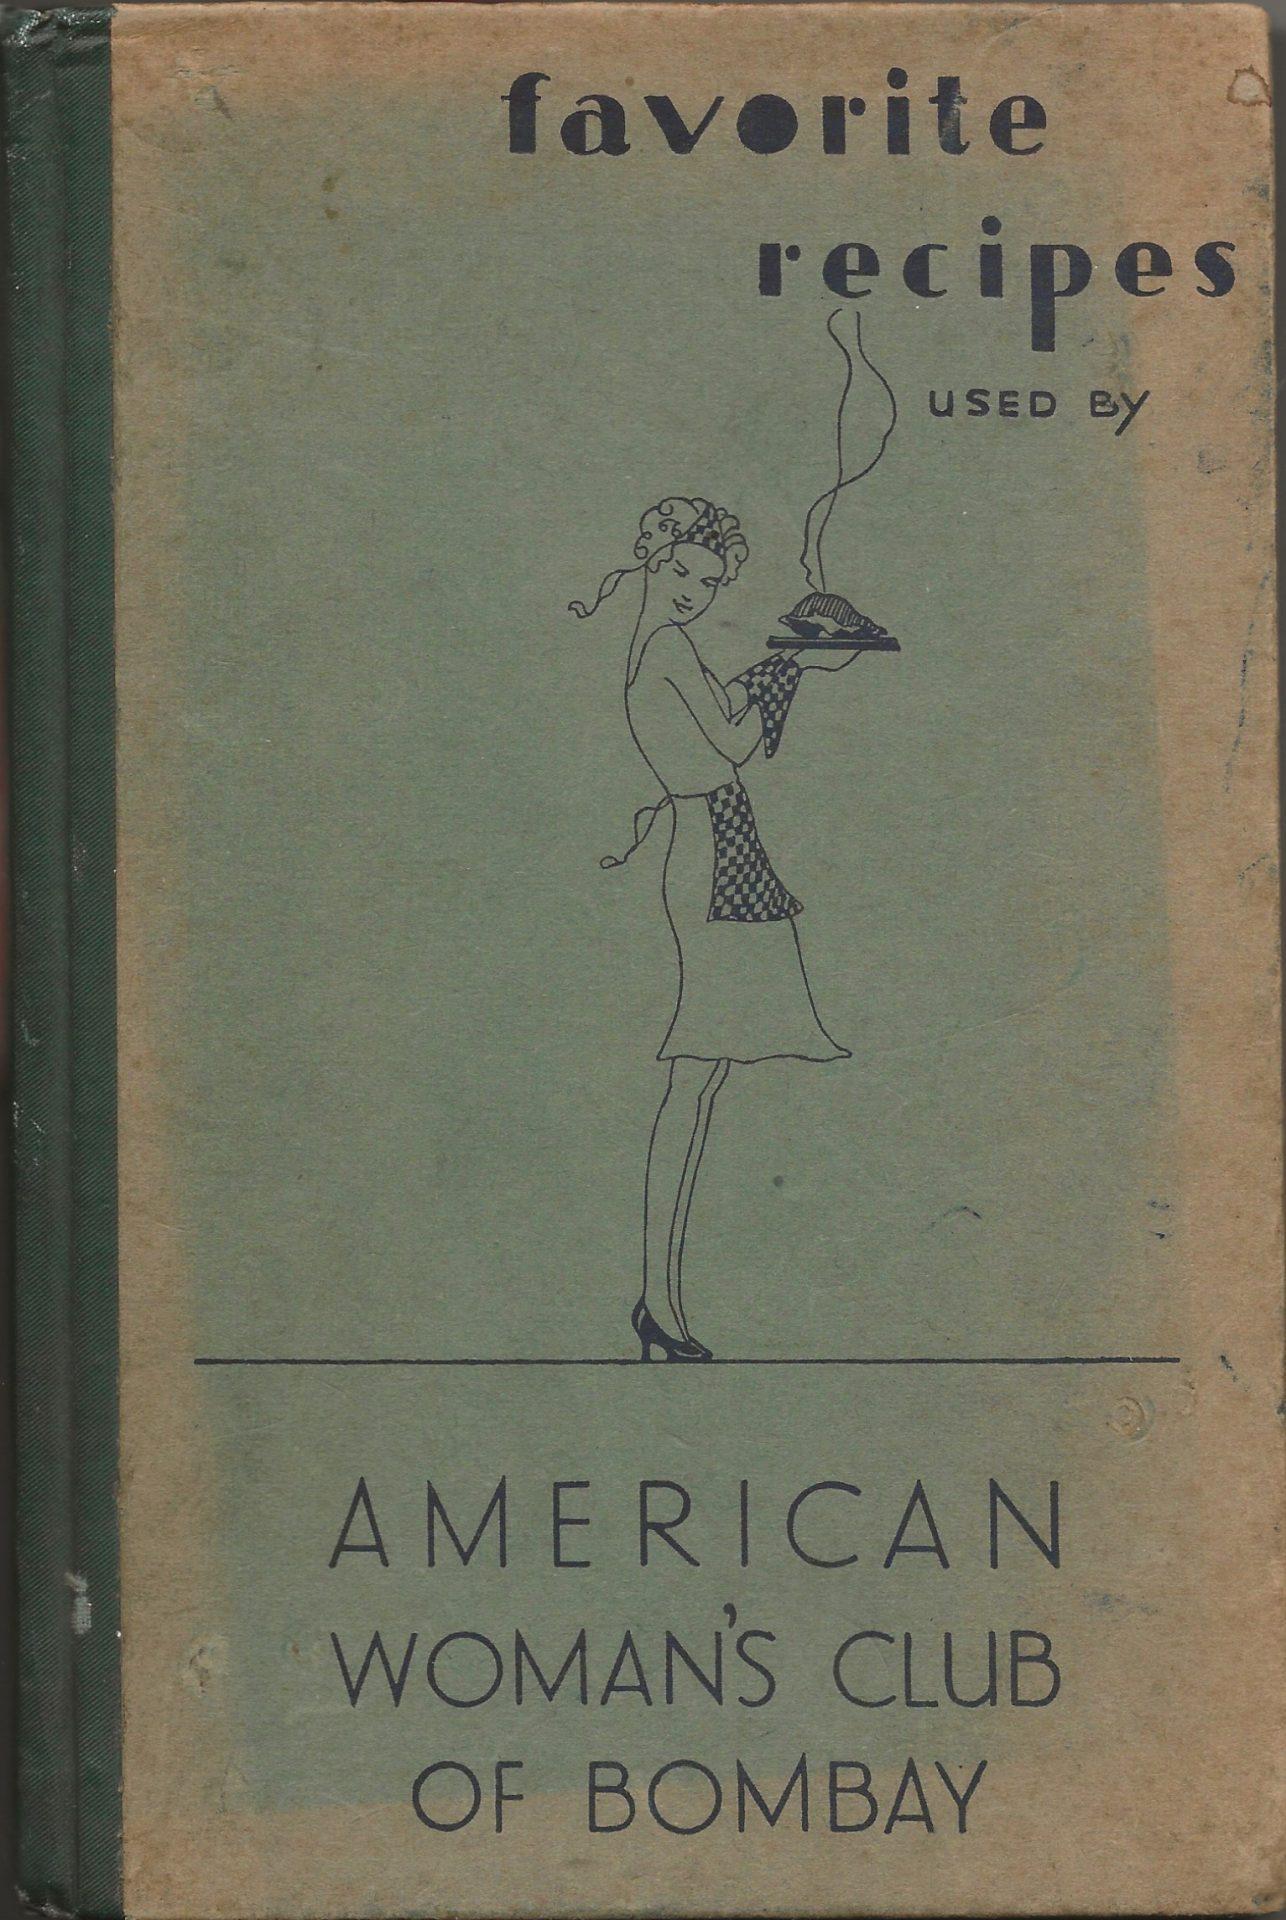 favorite
recipes
USED By
AMERICAN
WOMAN'S CLUB
OF BOMBAY